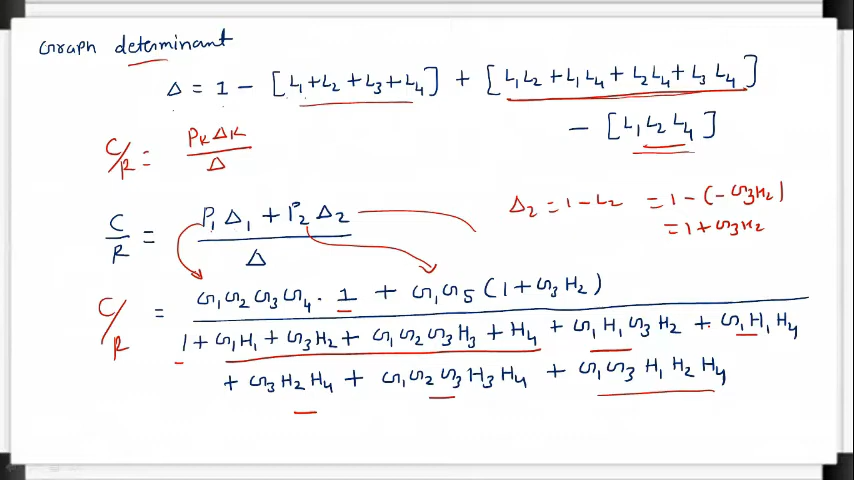 Graph determinant
Δ = 1 - [L₁+L₂+L₃+L₄] + [L₁L₂ + L₁L₄ + L₂L₄ + L₃L₄]
- [L₁L₂L₄]
C/R = PₖΔₖ / Δ
Δ₂ = 1 - L₂ = 1 - (-G₃H₂)
= 1 + G₃H₂
C/R = (P₁Δ₁ + P₂Δ₂) / Δ
C/R = G₁G₂G₃G₄ . 1 + G₁G₅ (1 + G₃H₂)
1 + G₁H₁ + G₃H₂ + G₁G₂G₃H₃ + H₄ + G₁H₁G₃H₂ + G₁H₁H₄
+ G₃H₂H₄ + G₁G₂G₃H₃H₄ + G₁G₃H₁H₂H₄